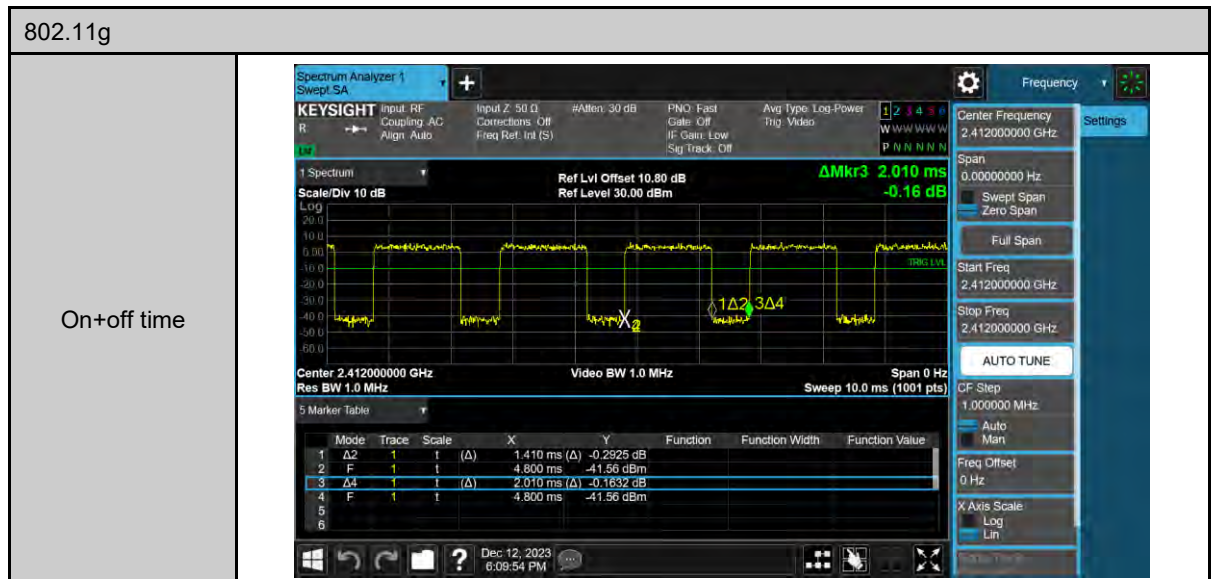 802.11g
On+off time
Spectrum Analyzer 1
Swept SA
+
Frequency
KEYSIGHT
R
Input: RF
Coupling: AC
Align: Auto
Input Z: 50 Ω
Corrections: Off
Freq Ref: Int (S)
#Atten: 30 dB
PNO: Fast
Gate: Off
IF Gain: Low
Sig Track: Off
Avg Type: Log-Power
Trig: Video
1 2 3 4 5 6
W W W W W W
P N N N N N
Settings
Center Frequency
2.412000000 GHz
Span
0.00000000 Hz
Swept Span
Zero Span
Full Span
Start Freq
2.412000000 GHz
Stop Freq
2.412000000 GHz
AUTO TUNE
CF Step
1.000000 MHz
Auto
Man
Freq Offset
0 Hz
X Axis Scale
Log
Lin
1 Spectrum
Scale/Div 10 dB
Ref Lvl Offset 10.80 dB
Ref Level 30.00 dBm
ΔMkr3 2.010 ms
-0.16 dB
Log
20.0
10.0
0.00
-10.0
-20.0
-30.0
-40.0
-50.0
-60.0
TRIG LVL
1Δ2 3Δ4
X2
Center 2.412000000 GHz
Res BW 1.0 MHz
Video BW 1.0 MHz
Span 0 Hz
Sweep 10.0 ms (1001 pts)
5 Marker Table
Mode Trace Scale X Y Function Function Width Function Value
1 Δ2 1 t (Δ) 1.410 ms (Δ) -0.2925 dB
2 F 1 t 4.800 ms -41.56 dBm
3 Δ4 1 t (Δ) 2.010 ms (Δ) -0.1632 dB
4 F 1 t 4.800 ms -41.56 dBm
5
6
?
Dec 12, 2023
6:09:54 PM